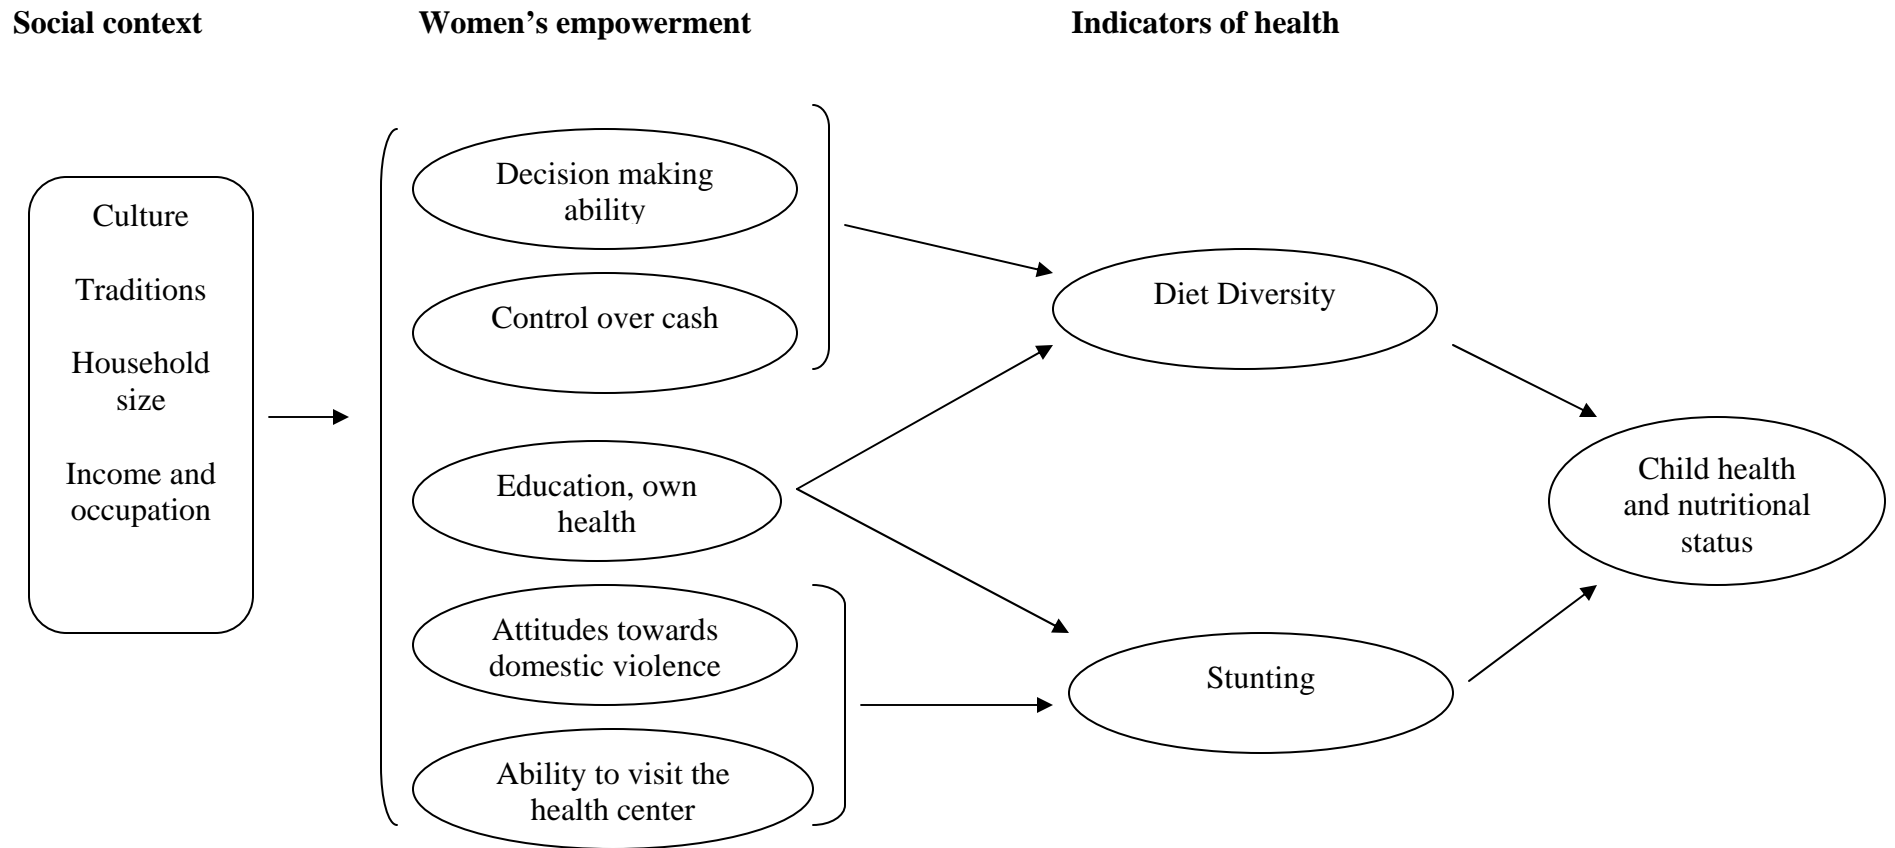 Social context
Women's empowerment
Indicators of health
Culture
Traditions
Household
size
Income and
occupation
Decision making
ability
Control over cash
Education, own
health
Attitudes towards
domestic violence
Ability to visit the
health center
Diet Diversity
Stunting
Child health
and nutritional
status